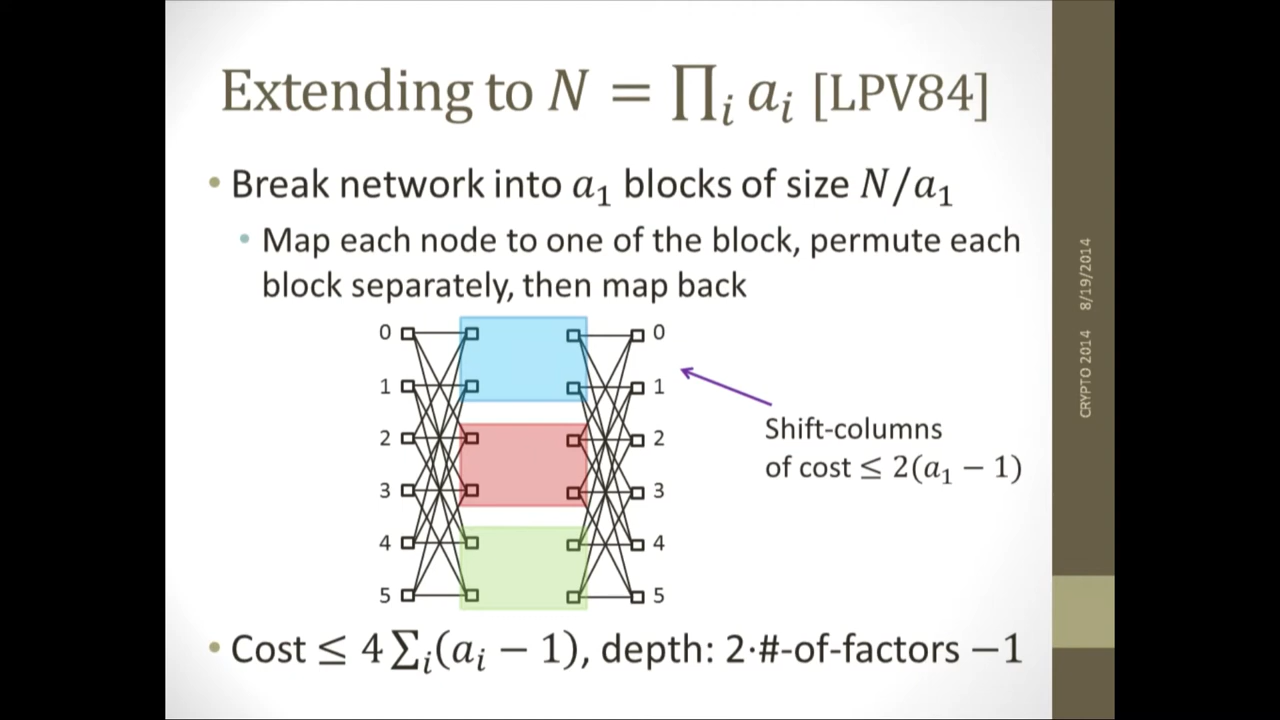 Extending to N = ∏ᵢ aᵢ [LPV84]
• Break network into a₁ blocks of size N/a₁
• Map each node to one of the block, permute each
block separately, then map back
0 0
1 1
2 2
3 3
4 4
5 5
Shift-columns
of cost ≤ 2(a₁ − 1)
• Cost ≤ 4 ∑ᵢ(aᵢ − 1), depth: 2·#-of-factors −1
CRYPTO 2014 8/19/2014